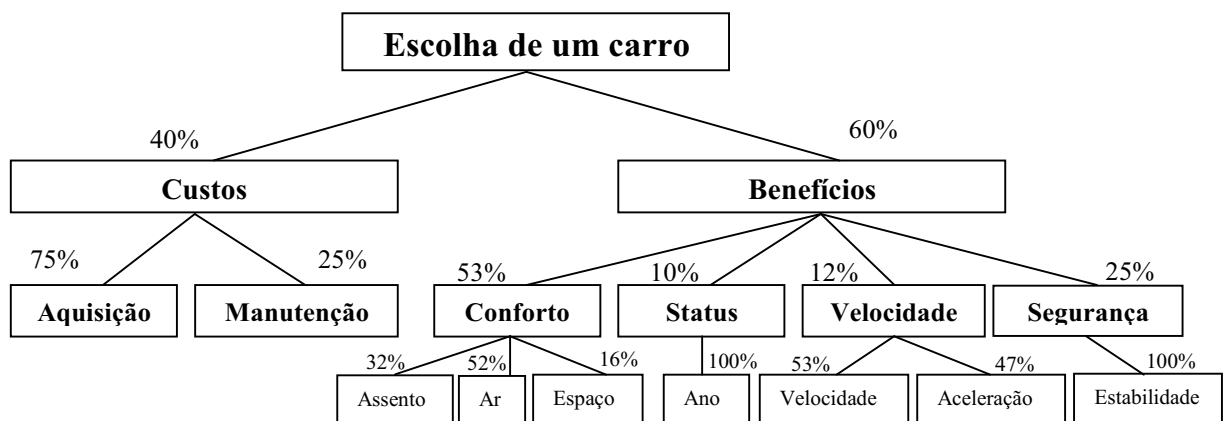 Escolha de um carro
40%
60%
Custos
Benefícios
75%
25%
53%
10%
12%
25%
Aquisição
Manutenção
Conforto
Status
Velocidade
Segurança
32%
52%
16%
100%
53%
47%
100%
Assento
Ar
Espaço
Ano
Velocidade
Aceleração
Estabilidade